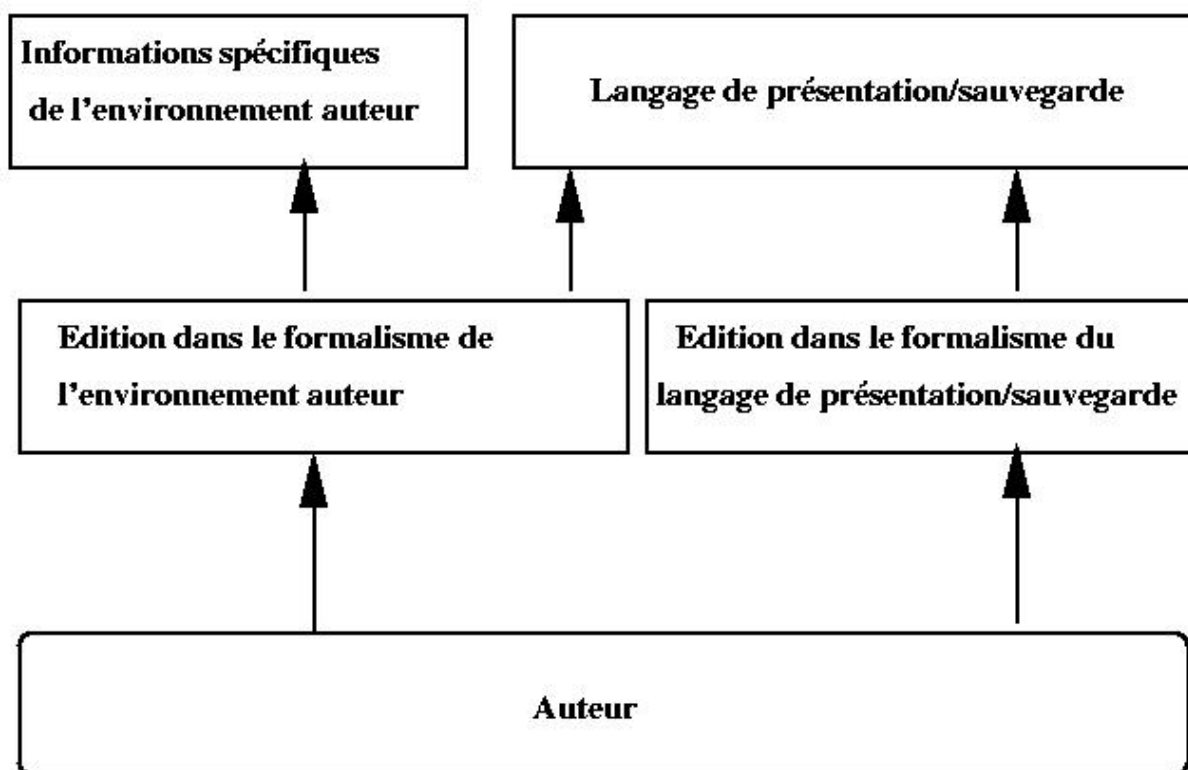 Informations spécifiques
de l'environnement auteur
Langage de présentation/sauvegarde
Edition dans le formalisme de
l'environnement auteur
Edition dans le formalisme du
langage de présentation/sauvegarde
Auteur